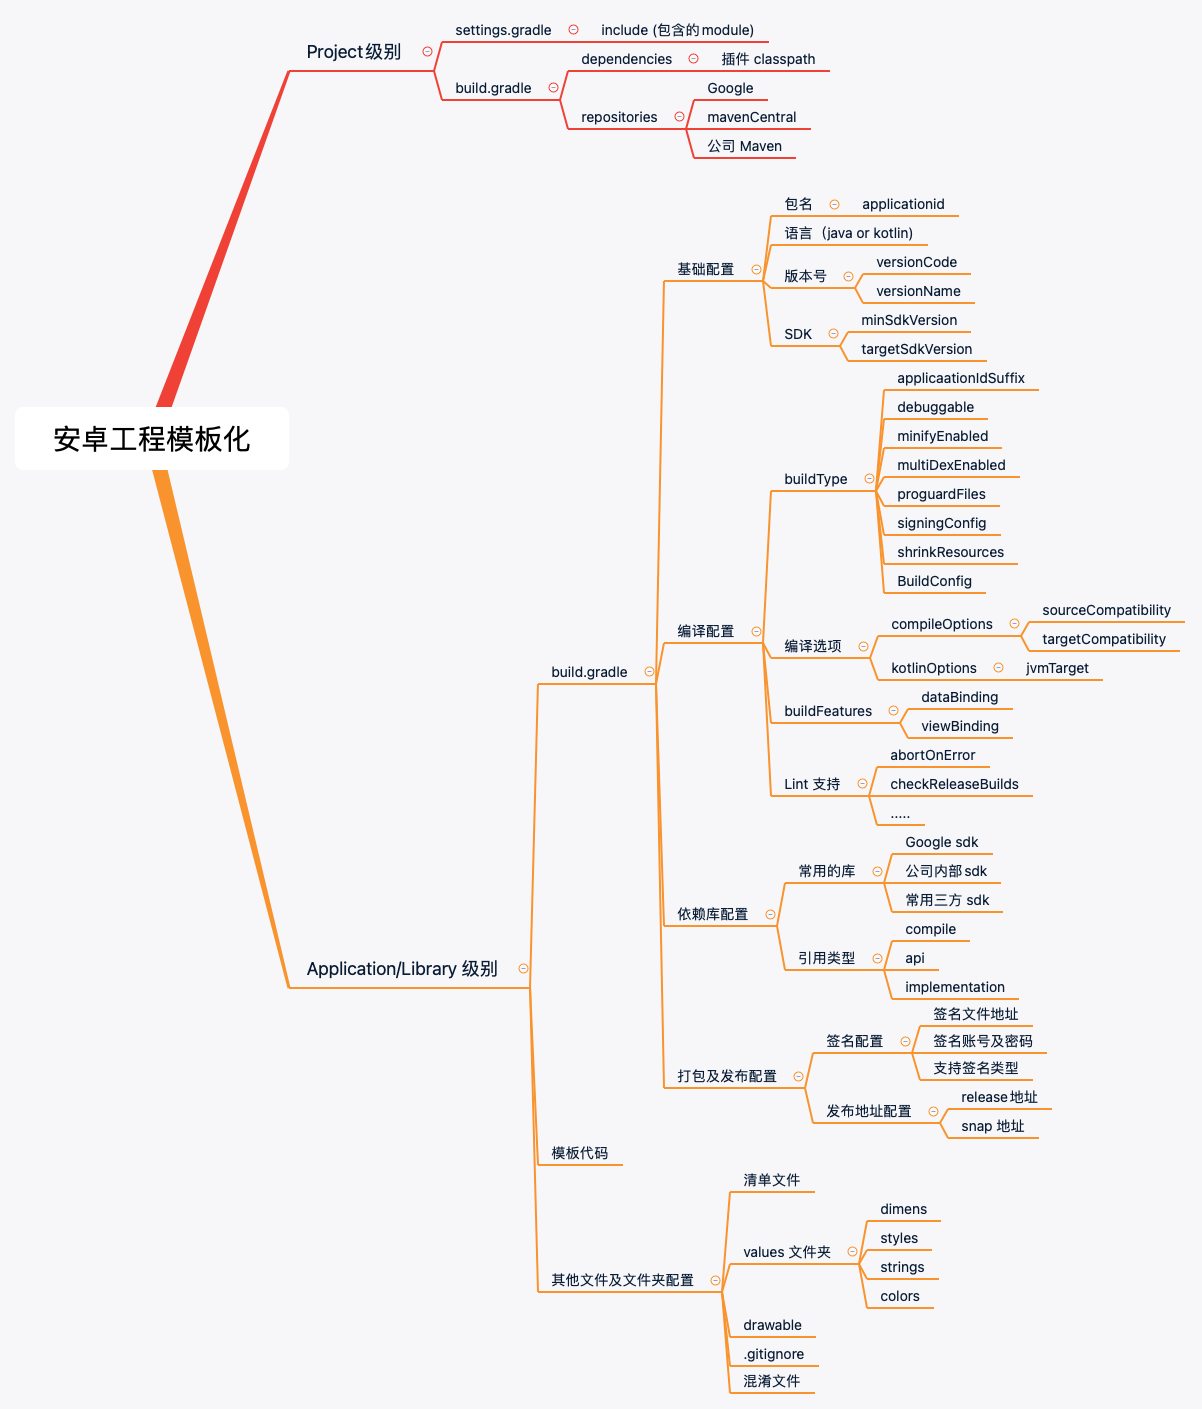 安卓工程模板化
Project级别
settings.gradle
include (包含的module)
build.gradle
dependencies
插件 classpath
repositories
Google
mavenCentral
公司 Maven
Application/Library 级别
build.gradle
基础配置
包名
applicationid
语言（java or kotlin)
版本号
versionCode
versionName
SDK
minSdkVersion
targetSdkVersion
编译配置
buildType
applicaationIdSuffix
debuggable
minifyEnabled
multiDexEnabled
proguardFiles
signingConfig
shrinkResources
BuildConfig
编译选项
compileOptions
sourceCompatibility
targetCompatibility
kotlinOptions
jvmTarget
buildFeatures
dataBinding
viewBinding
Lint 支持
abortOnError
checkReleaseBuilds
.....
依赖库配置
常用的库
Google sdk
公司内部sdk
常用三方 sdk
引用类型
compile
api
implementation
打包及发布配置
签名配置
签名文件地址
签名账号及密码
支持签名类型
发布地址配置
release地址
snap 地址
模板代码
其他文件及文件夹配置
清单文件
values 文件夹
dimens
styles
strings
colors
drawable
.gitignore
混淆文件